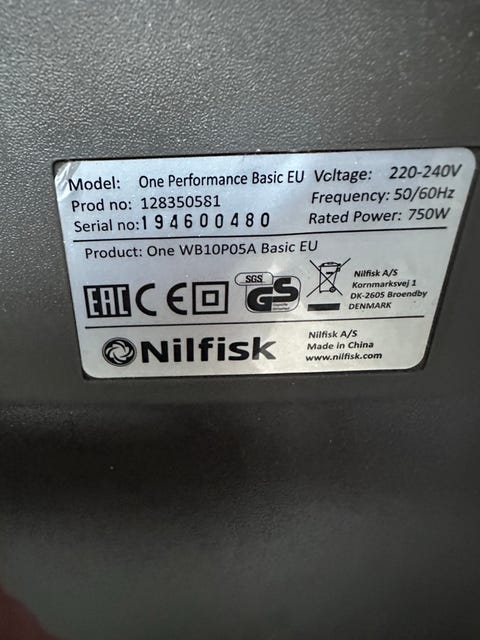 Model: One Performance Basic EU Voltage: 220-240V
Prod no: 128350581 Frequency: 50/60Hz
Serial no:194600480 Rated Power: 750W
Product: One WB10P05A Basic EU
EAC CE SGS GS
Nilfisk A/S
Kornmarksvej 1
DK-2605 Broendby
DENMARK
Nilfisk
Nilfisk A/S
Made in China
www.nilfisk.com